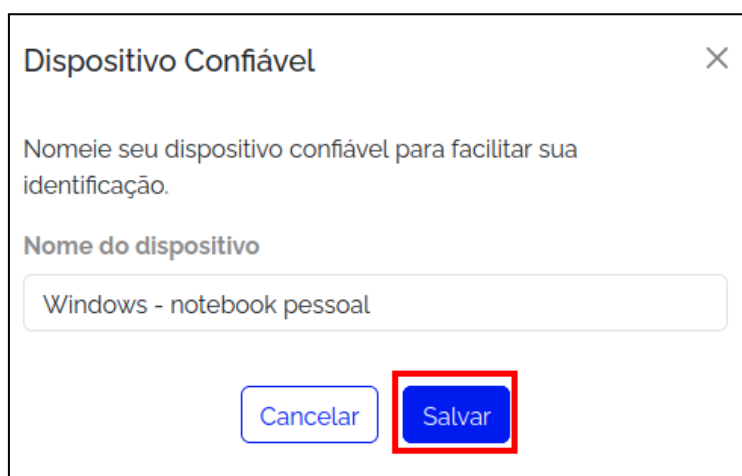 Dispositivo Confiável
Nomeie seu dispositivo confiável para facilitar sua
identificação.
Nome do dispositivo
Windows - notebook pessoal
Cancelar
Salvar